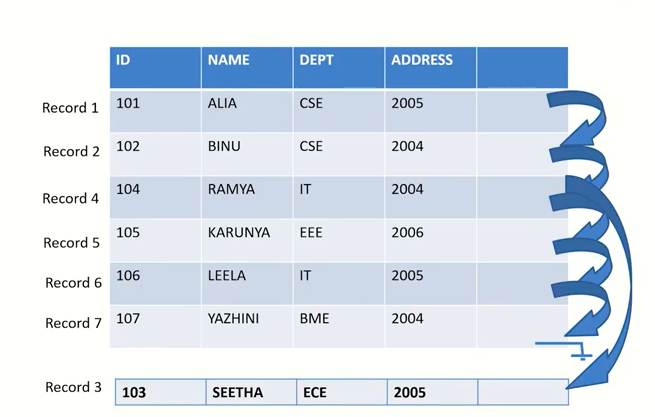 ID NAME DEPT ADDRESS
Record 1 101 ALIA CSE 2005
Record 2 102 BINU CSE 2004
Record 4 104 RAMYA IT 2004
Record 5 105 KARUNYA EEE 2006
Record 6 106 LEELA IT 2005
Record 7 107 YAZHINI BME 2004
Record 3 103 SEETHA ECE 2005